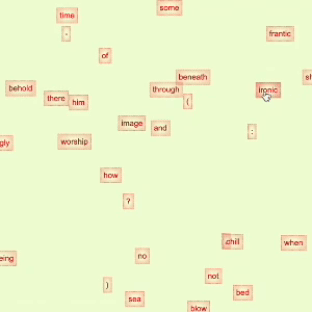 some
time
-
frantic
of
beneath
sh
behold
through
ironic
there
him
(
image
and
:
gly
worship
how
?
chill
when
no
eing
not
)
bed
sea
blow